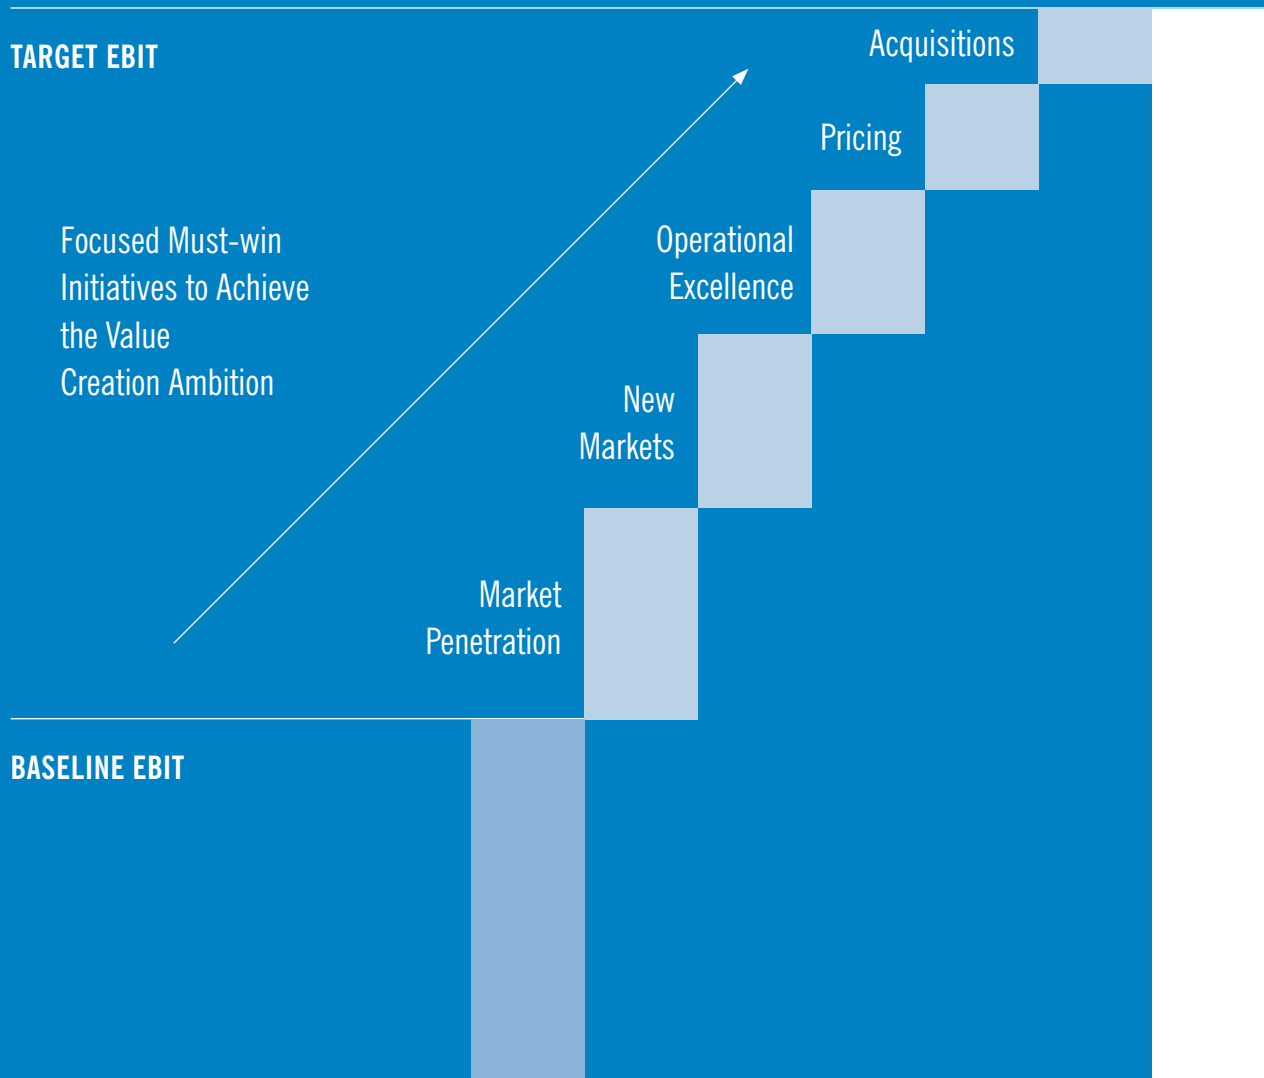 TARGET EBIT
Acquisitions
Pricing
Focused Must-win
Initiatives to Achieve
the Value
Creation Ambition
Operational
Excellence
New
Markets
Market
Penetration
BASELINE EBIT